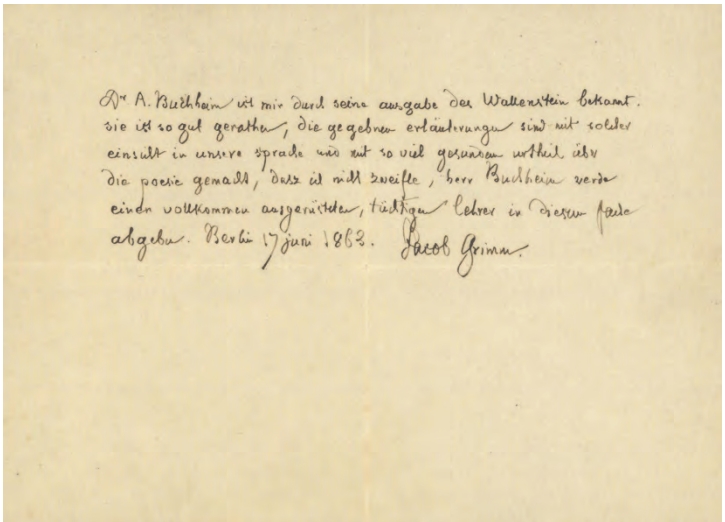 Dr A. Buchheim ist mir durch seine ausgabe des Wallenstein bekannt.
sie ist so gut gerathen, die gegebnen erläuterungen sind mit solcher
einsicht in unsere sprache und mit so viel gesundem urtheil über
die poesie gemacht, dasz ich nicht zweifle, herr Buchheim werde
einen vollkommen ausgerüsteten, tüchtigen lehrer in diesem fache
abgeben. Berlin 17 juni 1863. Jacob Grimm.